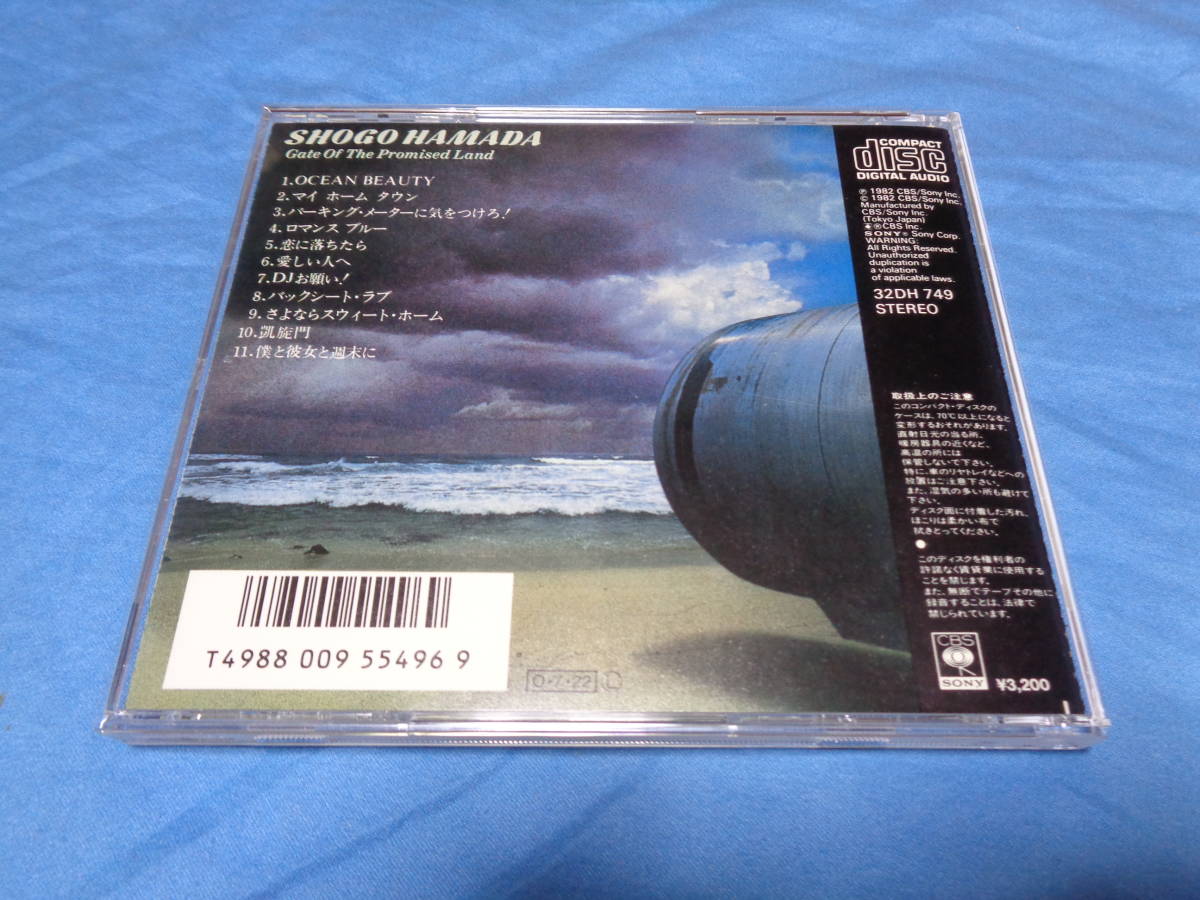 SHOGO HAMADA
Gate Of The Promised Land
1.OCEAN BEAUTY
2.マイ ホーム タウン
3.パーキング・メーターに気をつけろ!
4.ロマンス ブルー
5.恋に落ちたら
6.愛しい人へ
7.DJお願い!
8.バックシート・ラブ
9.さよならスウィート・ホーム
10.凱旋門
11.僕と彼女と週末に
COMPACT
disc
DIGITAL AUDIO
Ⓟ 1982 CBS/Sony Inc.
© 1982 CBS/Sony Inc.
Manufactured by
CBS/Sony Inc.
(Tokyo Japan)
®CBS Inc.
SONY® Sony Corp.
WARNING:
All Rights Reserved.
Unauthorized
duplication is
a violation
of applicable laws.
32DH 749
STEREO
取扱上のご注意
このコンパクト・ディスクの
ケースは、70℃以上になると
変形するおそれがあります。
直射日光の当る所、
暖房器具の近くなど、
高温の所には
保管しないで下さい。
特に、車のリヤトレイなどへの
放置はご注意下さい。
また、湿気の多い所も避けて
下さい。
ディスク面に付着した汚れ、
ほこりは柔かい布で
拭きとってください。
このディスクを権利者の
許諾なく賃貸業に使用する
ことを禁じます。
また、無断でテープその他に
録音することは、法律で
禁じられています。
CBS
SONY
¥3,200
T4988 009 55496 9
O·7·22 L